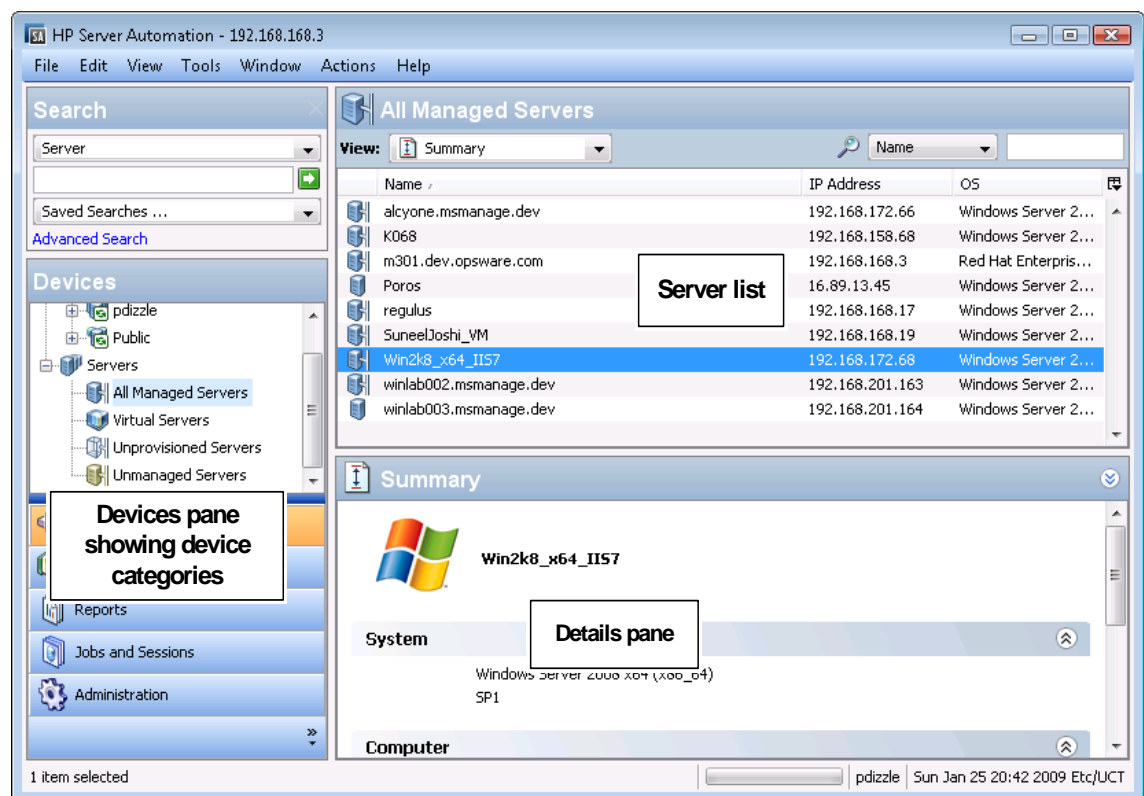 HP Server Automation - 192.168.168.3
File Edit View Tools Window Actions Help
Search
Server
Saved Searches ...
Advanced Search
Devices
pdizzle
Public
Servers
All Managed Servers
Virtual Servers
Unprovisioned Servers
Unmanaged Servers
Devices pane
showing device
categories
Reports
Jobs and Sessions
Administration
All Managed Servers
View: Summary Name
Name IP Address OS
alcyone.msmanage.dev 192.168.172.66 Windows Server 2...
K068 192.168.158.68 Windows Server 2...
m301.dev.opsware.com 192.168.168.3 Red Hat Enterpris...
Poros 16.89.13.45 Windows Server 2...
regulus 192.168.168.17 Windows Server 2...
SuneelJoshi_VM 192.168.168.19 Windows Server 2...
Win2k8_x64_IIS7 192.168.172.68 Windows Server 2...
winlab002.msmanage.dev 192.168.201.163 Windows Server 2...
winlab003.msmanage.dev 192.168.201.164 Windows Server 2...
Server list
Summary
Win2k8_x64_IIS7
System
Details pane
Windows Server 2008 x64 (x86_64)
SP1
Computer
1 item selected
pdizzle Sun Jan 25 20:42 2009 Etc/UCT